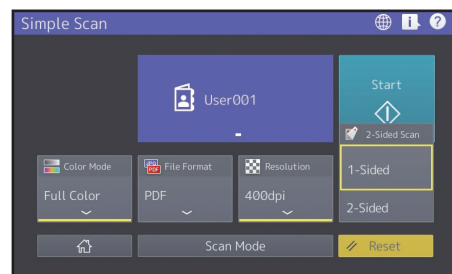 Simple Scan
User001
Start
2-Sided Scan
Color Mode
File Format
Resolution
1-Sided
Full Color
PDF
400dpi
2-Sided
Scan Mode
Reset